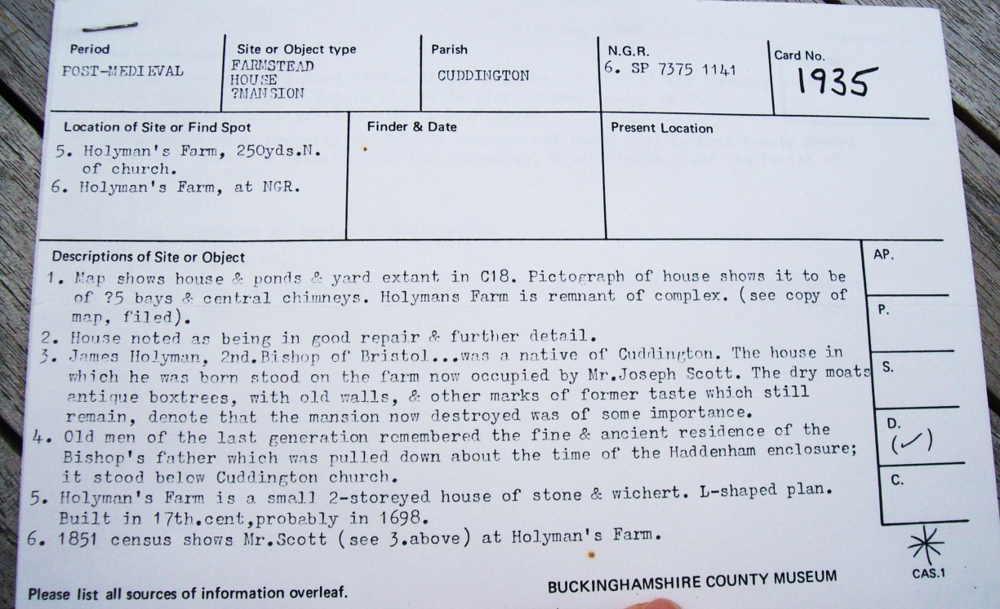 Period
POST-MEDIEVAL
Site or Object type
FARMSTEAD
HOUSE
?MANSION
Parish
CUDDINGTON
N.G.R.
6. SP 7375 1141
Card No.
1935
Location of Site or Find Spot
5. Holyman's Farm, 250yds.N.
of church.
6. Holyman's Farm, at NGR.
Finder & Date
Present Location
Descriptions of Site or Object
1. Map shows house & ponds & yard extant in C18. Pictograph of house shows it to be
of ?5 bays & central chimneys. Holymans Farm is remnant of complex. (see copy of
map, filed).
2. House noted as being in good repair & further detail.
3. James Holyman, 2nd.Bishop of Bristol...was a native of Cuddington. The house in
which he was born stood on the farm now occupied by Mr.Joseph Scott. The dry moats
antique boxtrees, with old walls, & other marks of former taste which still
remain, denote that the mansion now destroyed was of some importance.
4. Old men of the last generation remembered the fine & ancient residence of the
Bishop's father which was pulled down about the time of the Haddenham enclosure;
it stood below Cuddington church.
5. Holyman's Farm is a small 2-storeyed house of stone & wichert. L-shaped plan.
Built in 17th.cent,probably in 1698.
6. 1851 census shows Mr.Scott (see 3.above) at Holyman's Farm.
AP.
P.
S.
D.
(✓)
C.
CAS.1
Please list all sources of information overleaf.
BUCKINGHAMSHIRE COUNTY MUSEUM